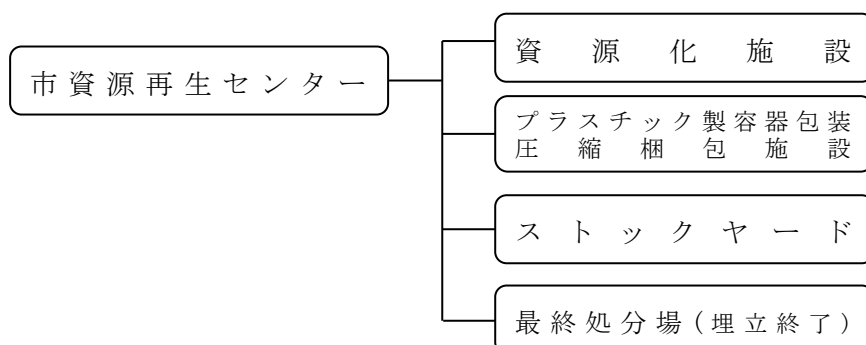 市資源再生センター
資源化施設
プラスチック製容器包装
圧縮梱包施設
ストックヤード
最終処分場(埋立終了)